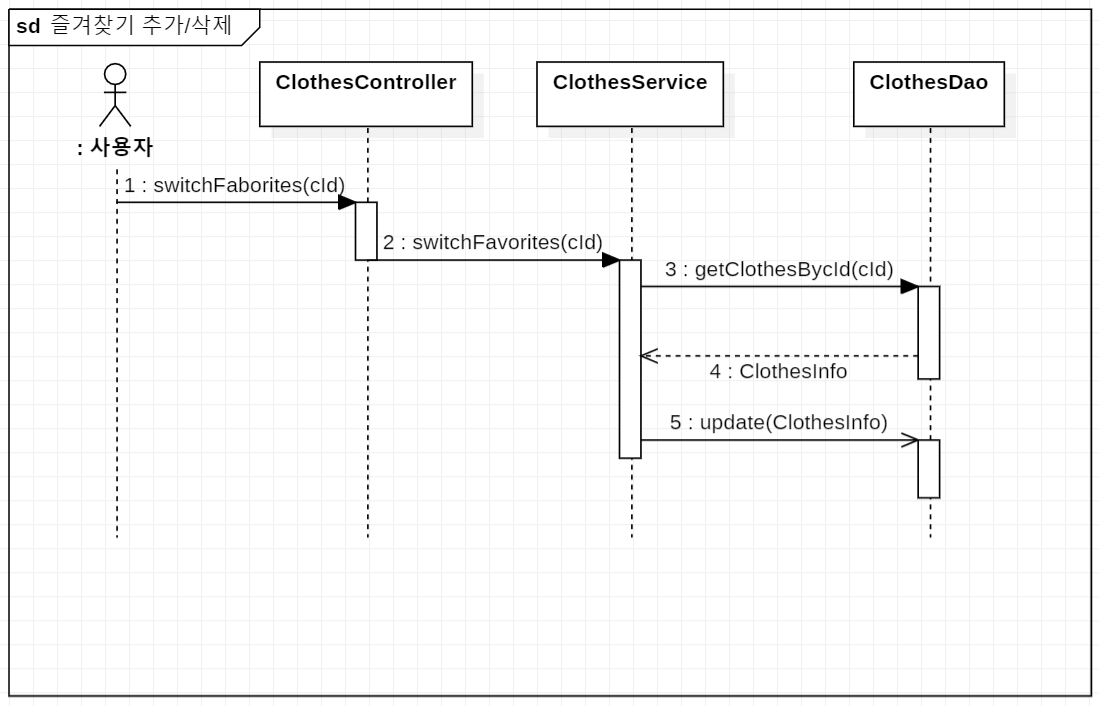 sd 즐겨찾기 추가/삭제
ClothesController
ClothesService
ClothesDao
: 사용자
1 : switchFaborites(cId)
2 : switchFavorites(cId)
3 : getClothesBycId(cId)
4 : ClothesInfo
5 : update(ClothesInfo)